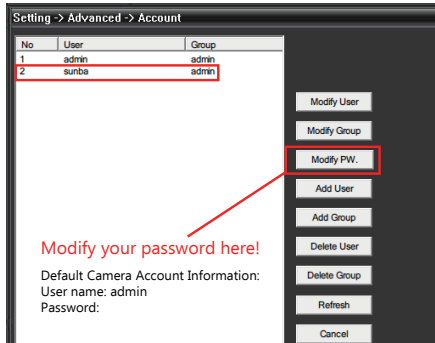 Setting -> Advanced -> Account
No User Group
1 admin admin
2 sunba admin
Modify User
Modify Group
Modify PW.
Add User
Add Group
Modify your password here!
Delete User
Default Camera Account Information:
Delete Group
User name: admin
Password:
Refresh
Cancel